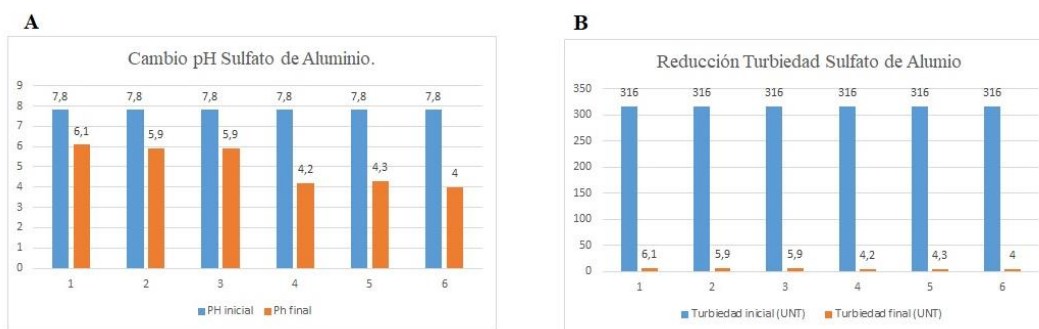 A
Cambio pH Sulfato de Aluminio.
9
8
7
6
5
4
3
2
1
0
7,8 7,8 7,8 7,8 7,8 7,8
6,1 5,9 5,9 4,2 4,3 4
1 2 3 4 5 6
PH inicial Ph final
B
Reducción Turbiedad Sulfato de Alumio
350
300
250
200
150
100
50
0
316 316 316 316 316 316
6,1 5,9 5,9 4,2 4,3 4
1 2 3 4 5 6
Turbiedad inicial (UNT) Turbiedad final (UNT)